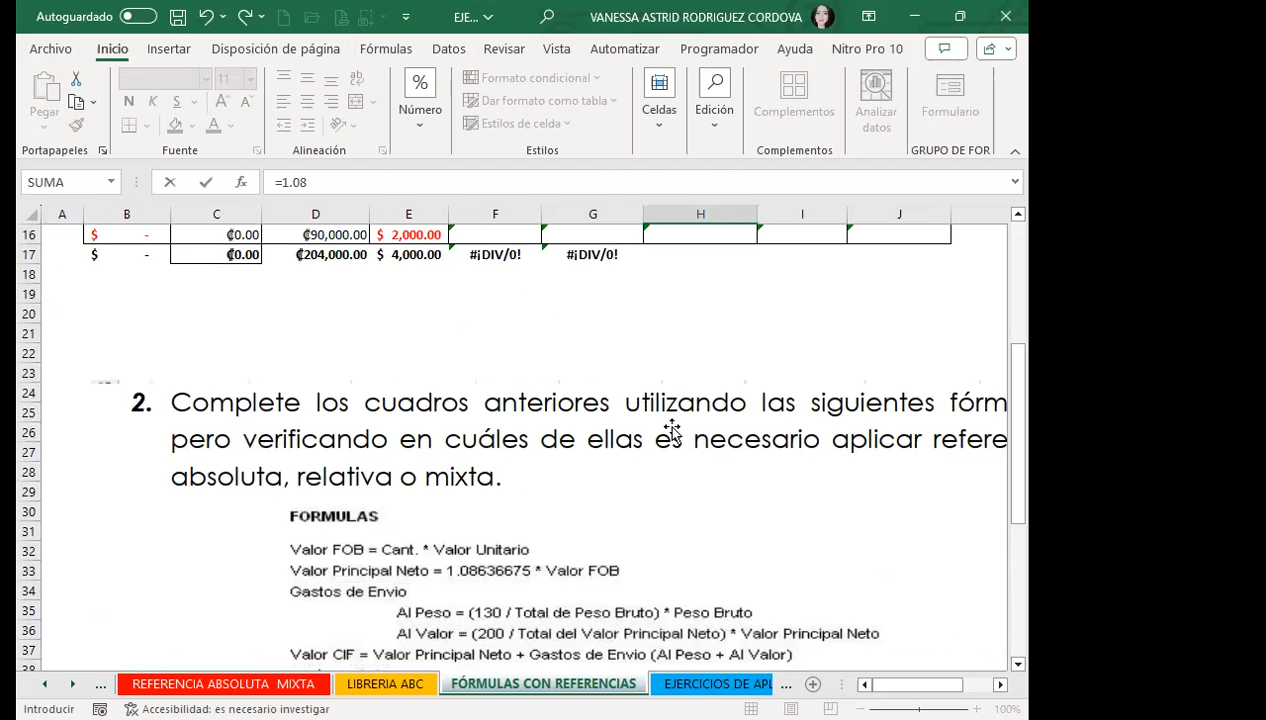 Autoguardado EJE... VANESSA ASTRID RODRIGUEZ CORDOVA
Archivo Inicio Insertar Disposición de página Fórmulas Datos Revisar Vista Automatizar Programador Ayuda Nitro Pro 10
Pegar 11 N K S A A A % Número Formato condicional Celdas Edición Complementos Analizar datos Formulario
Dar formato como tabla
Estilos de celda
Portapapeles Fuente Alineación Estilos Complementos GRUPO DE FOR
SUMA fx =1.08
A B C D E F G H I J
16 $ - ₡0.00 ₡90,000.00 $ 2,000.00
17 $ - ₡0.00 ₡204,000.00 $ 4,000.00 #¡DIV/0! #¡DIV/0!
18
19
20
21
22
23
24
25
26
27
28
29
30
31
32
33
34
35
36
37
38
2. Complete los cuadros anteriores utilizando las siguientes fórm
pero verificando en cuáles de ellas es necesario aplicar refere
absoluta, relativa o mixta.
FORMULAS
Valor FOB = Cant. * Valor Unitario
Valor Principal Neto = 1.08636675 * Valor FOB
Gastos de Envio
Al Peso = (130 / Total de Peso Bruto) * Peso Bruto
Al Valor = (200 / Total del Valor Principal Neto) * Valor Principal Neto
Valor CIF = Valor Principal Neto + Gastos de Envio (Al Peso + Al Valor)
... REFERENCIA ABSOLUTA MIXTA LIBRERIA ABC FÓRMULAS CON REFERENCIAS EJERCICIOS DE APL ...
Introducir Accesibilidad: es necesario investigar 100%